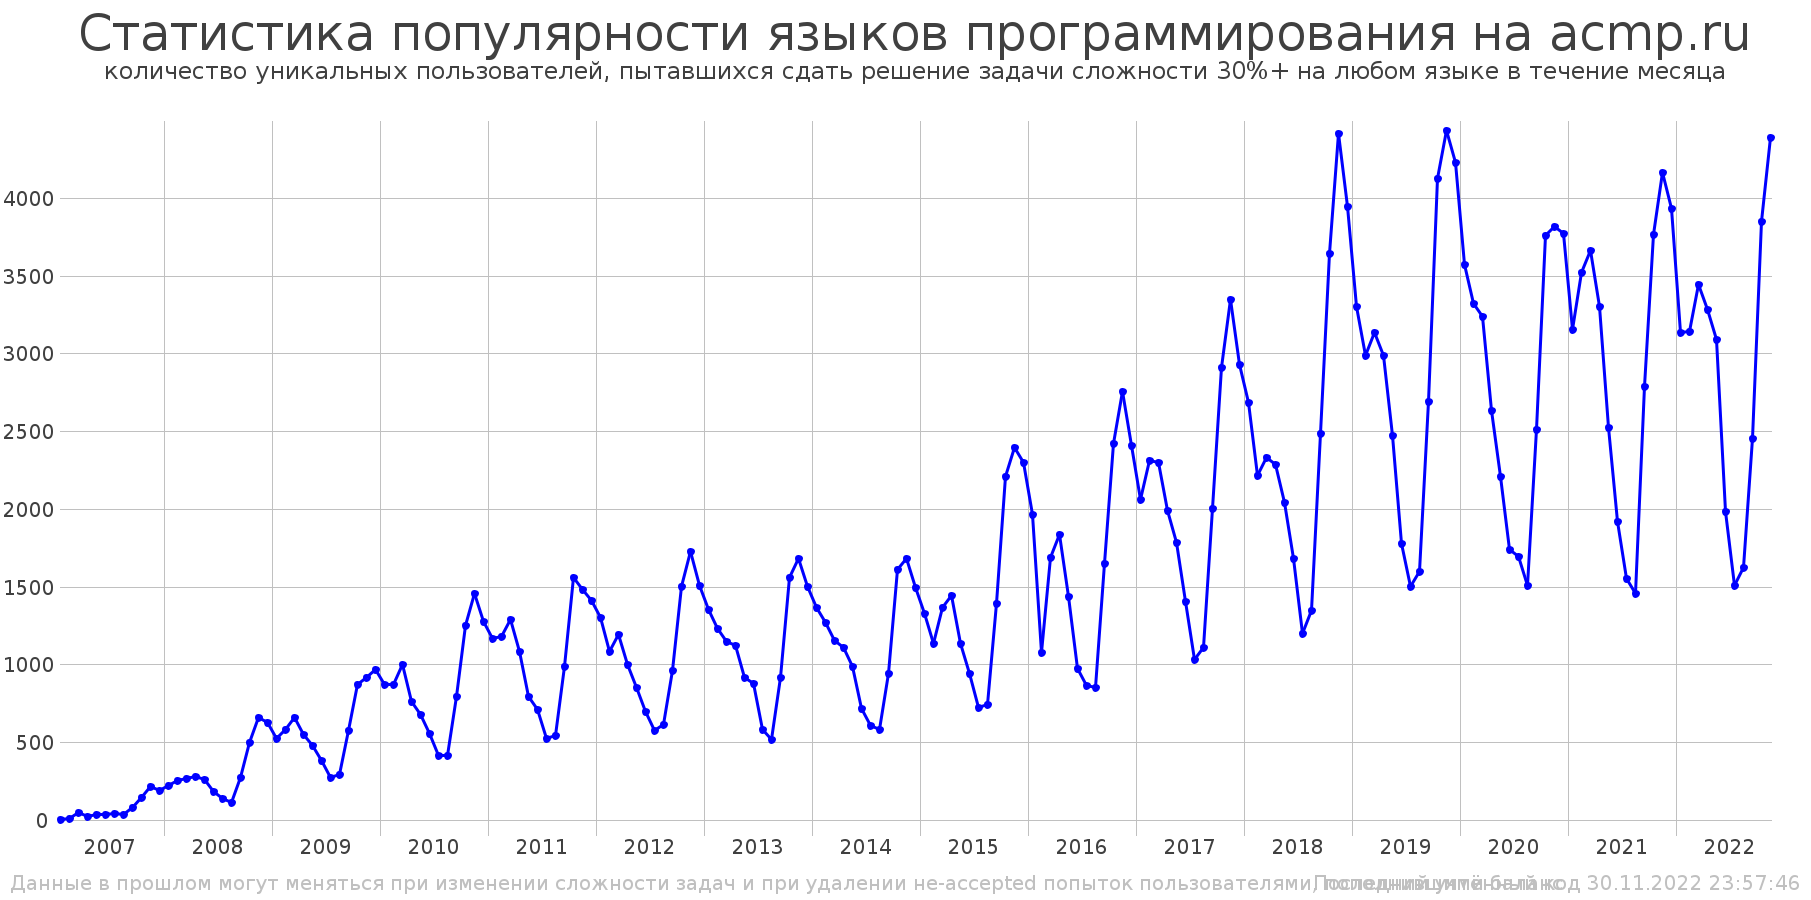 Статистика популярности языков программирования на acmp.ru
количество уникальных пользователей, пытавшихся сдать решение задачи сложности 30%+ на любом языке в течение месяца
4000
3500
3000
2500
2000
1500
1000
500
0
2007 2008 2009 2010 2011 2012 2013 2014 2015 2016 2017 2018 2019 2020 2021 2022
Данные в прошлом могут меняться при изменении сложности задач и при удалении не-accepted попыток пользователями, 30.11.2022 23:57:46